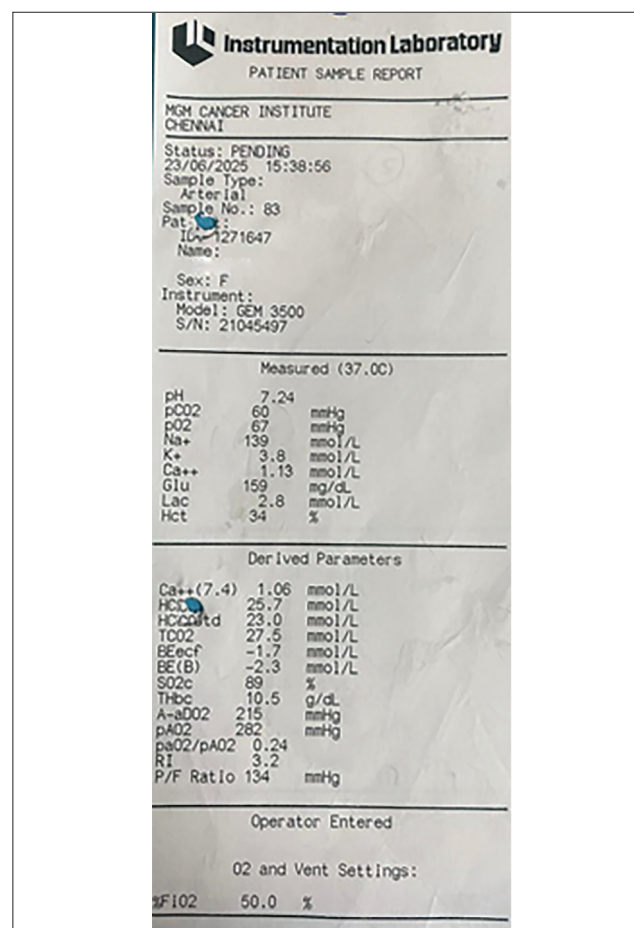 Instrumentation Laboratory
PATIENT SAMPLE REPORT
MGM CANCER INSTITUTE
CHENNAI
Status: PENDING
23/06/2025 15:38:56
Sample Type:
Arterial
Sample No.: 83
1271647
Name:
Sex: F
Instrument:
Model: GEM 3500
S/N: 21045497
Measured (37.0C)
pH 7.24
pCO2 60 mmHg
pO2 67 mmHg
Na+ 139 mmol/L
K+ 3.8 mmol/L
Ca++ 1.13 mmol/L
Glu 159 mg/dL
Lac 2.8 mmol/L
Hct 34 %
Derived Parameters
Ca++(7.4) 1.06 mmol/L
25.7 mmol/L
23.0 mmol/L
TCO2 27.5 mmol/L
BEecf -1.7 mmol/L
BE(B) -2.3 mmol/L
SO2c 89 %
THbc 10.5 g/dL
A-aDO2 215 mmHg
pAO2 282 mmHg
paO2/pAO2 0.24
RI 3.2
P/F Ratio 134 mmHg
Operator Entered
O2 and Vent Settings:
%FiO2 50.0 %